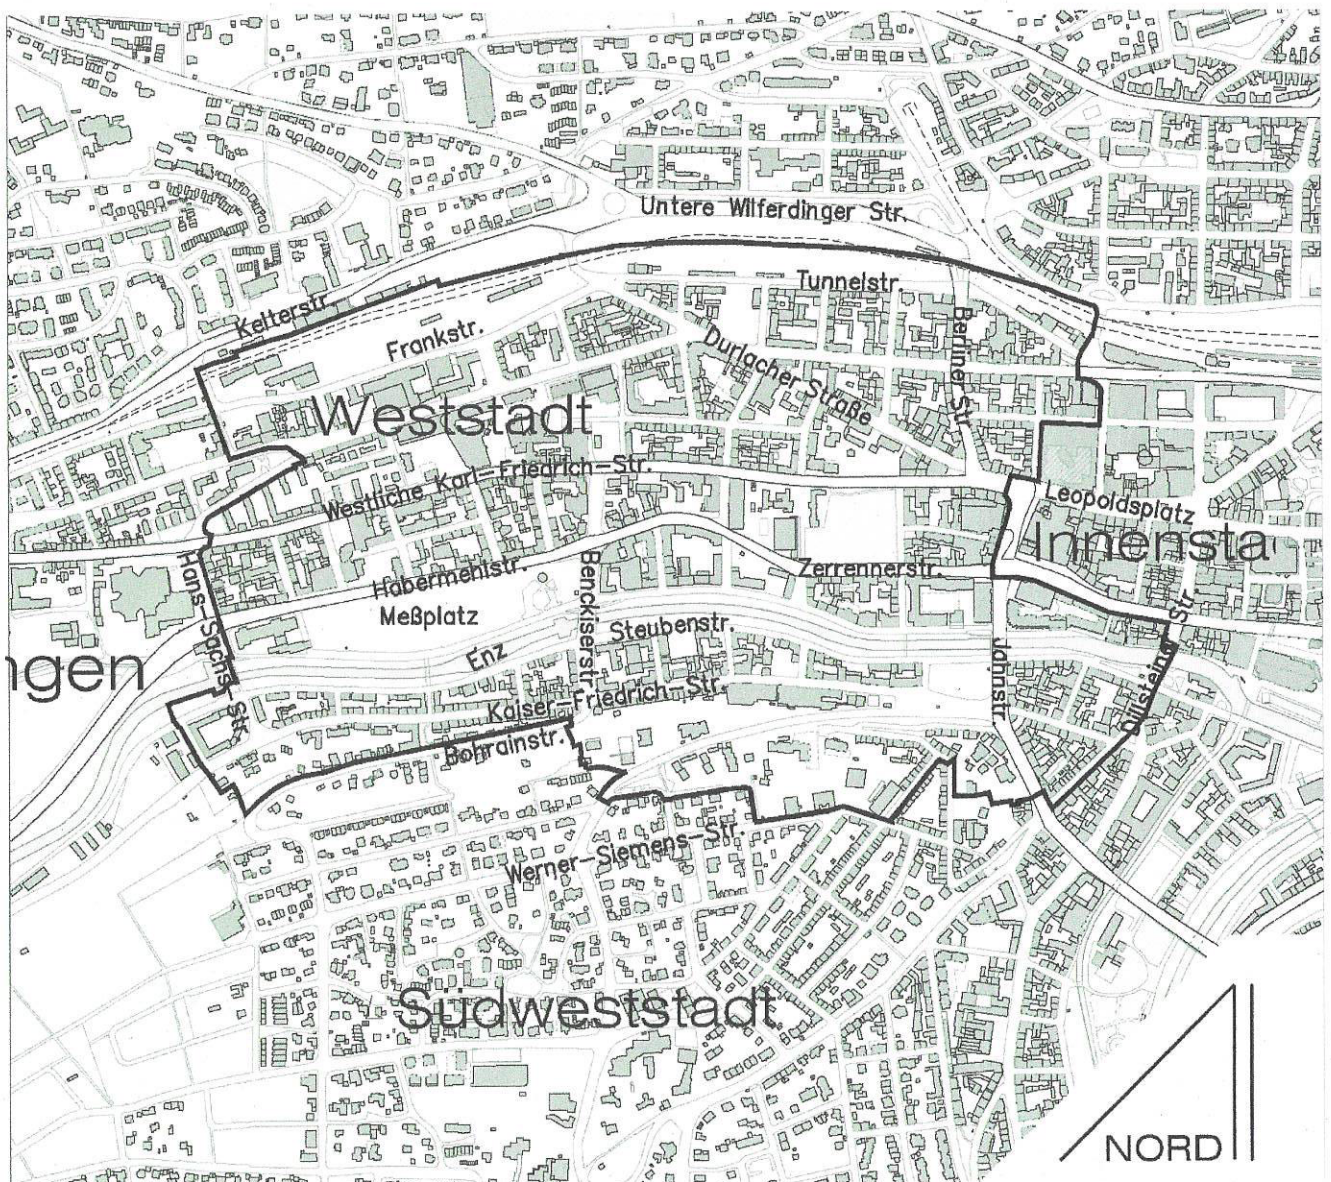 Untere Wilferdinger Str.
Tunnelstr.
Kelterstr
Frankstr.
Durlacher Straße
Berliner Str
Weststadt
Westliche Karl-Friedrich-Str.
Leopoldsplatz
Innensta
Hans-Sachs-Str.
Habermehlstr.
Zerrennerstr.
Benckiserstr.
Meßplatz
Steubenstr.
Enz
ngen
Jahnstr.
Dillsteiner Str.
Kaiser-Friedrich-Str.
Bohrainstr.
Werner-Siemens-Str.
Südweststadt
NORD